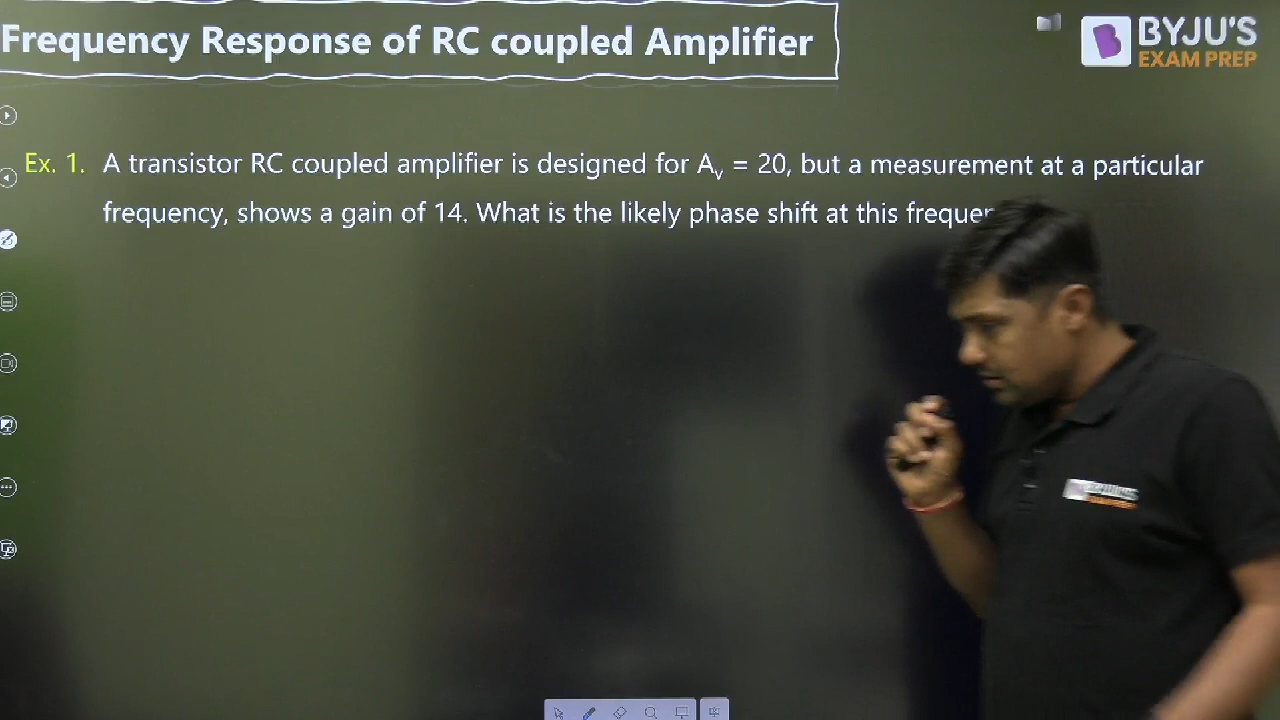 Frequency Response of RC coupled Amplifier
BYJU'S
EXAM PREP
Ex. 1. A transistor RC coupled amplifier is designed for Av = 20, but a measurement at a particular
frequency, shows a gain of 14. What is the likely phase shift at this